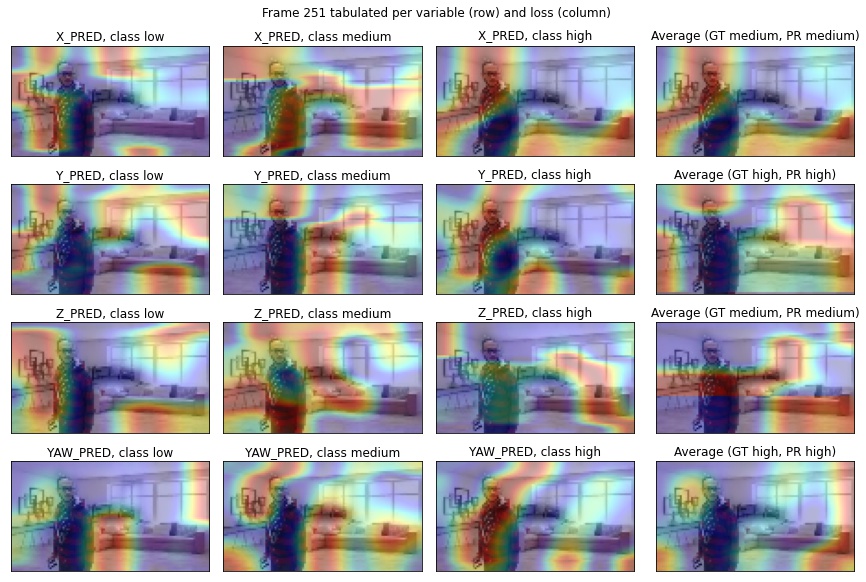 Frame 251 tabulated per variable (row) and loss (column)
X_PRED, class low
X_PRED, class medium
X_PRED, class high
Average (GT medium, PR medium)
Y_PRED, class low
Y_PRED, class medium
Y_PRED, class high
Average (GT high, PR high)
Z_PRED, class low
Z_PRED, class medium
Z_PRED, class high
Average (GT medium, PR medium)
YAW_PRED, class low
YAW_PRED, class medium
YAW_PRED, class high
Average (GT high, PR high)